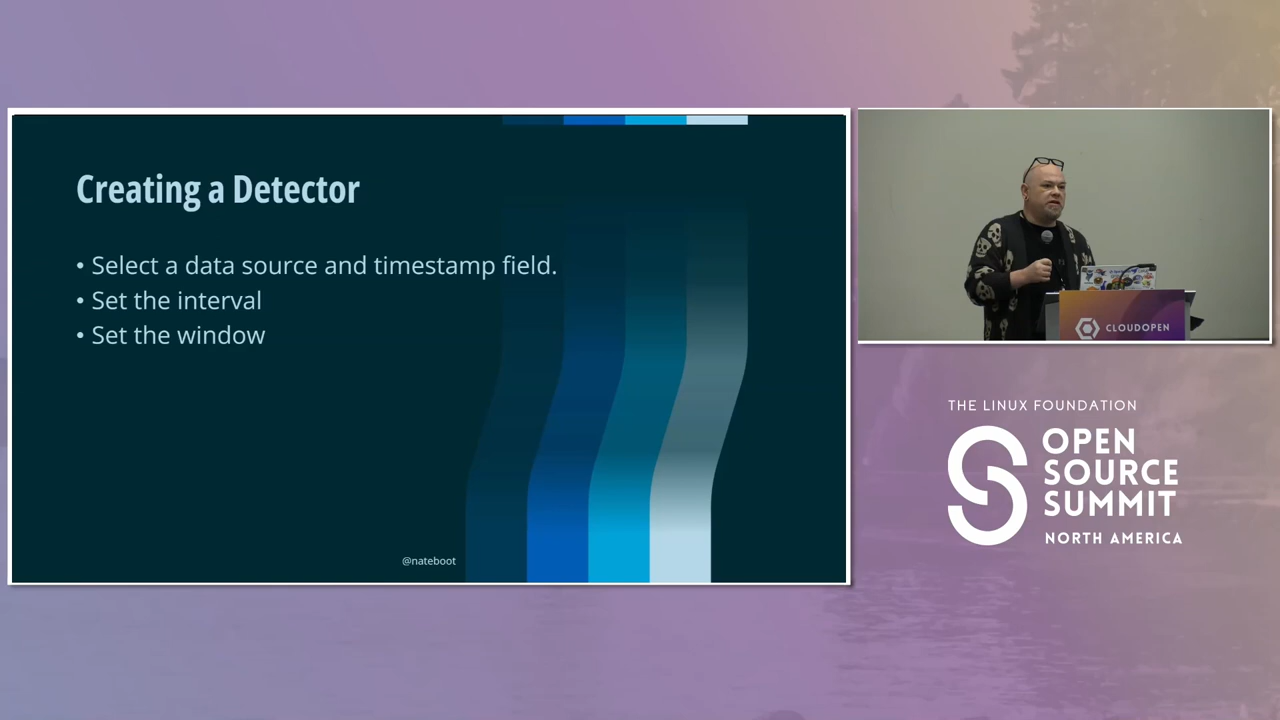 Creating a Detector
• Select a data source and timestamp field.
• Set the interval
• Set the window
@nateboot
CLOUDOPEN
THE LINUX FOUNDATION
OPEN
SOURCE
SUMMIT
NORTH AMERICA